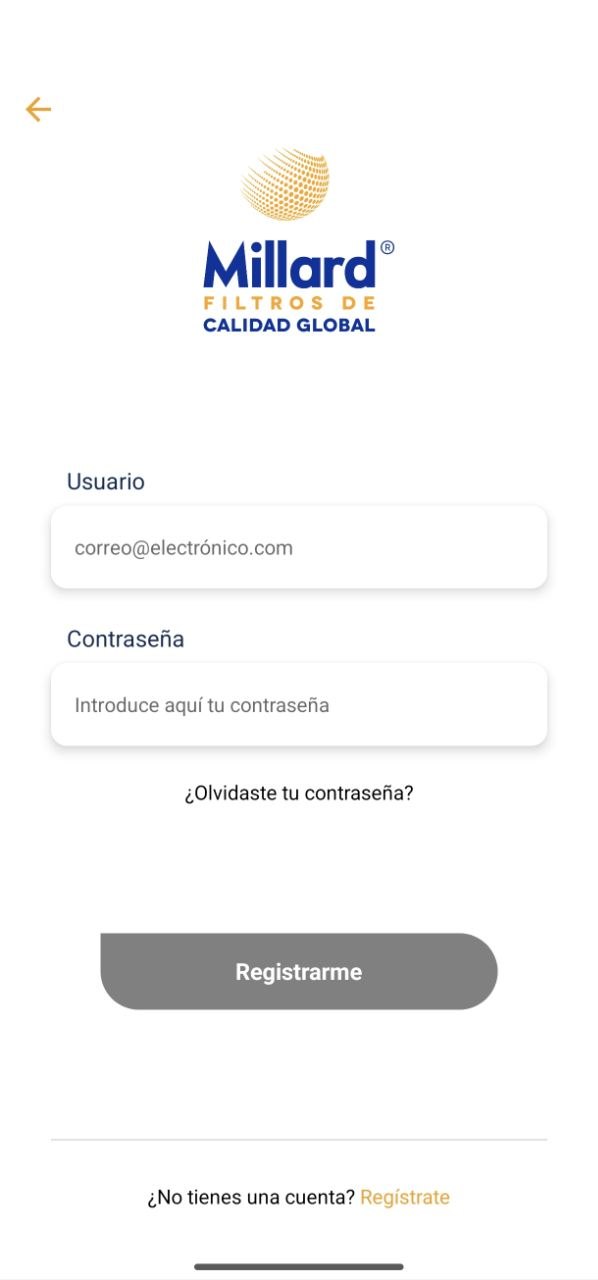 Millard®
FILTROS DE
CALIDAD GLOBAL
Usuario
correo@electrónico.com
Contraseña
Introduce aquí tu contraseña
¿Olvidaste tu contraseña?
Registrarme
¿No tienes una cuenta? Regístrate